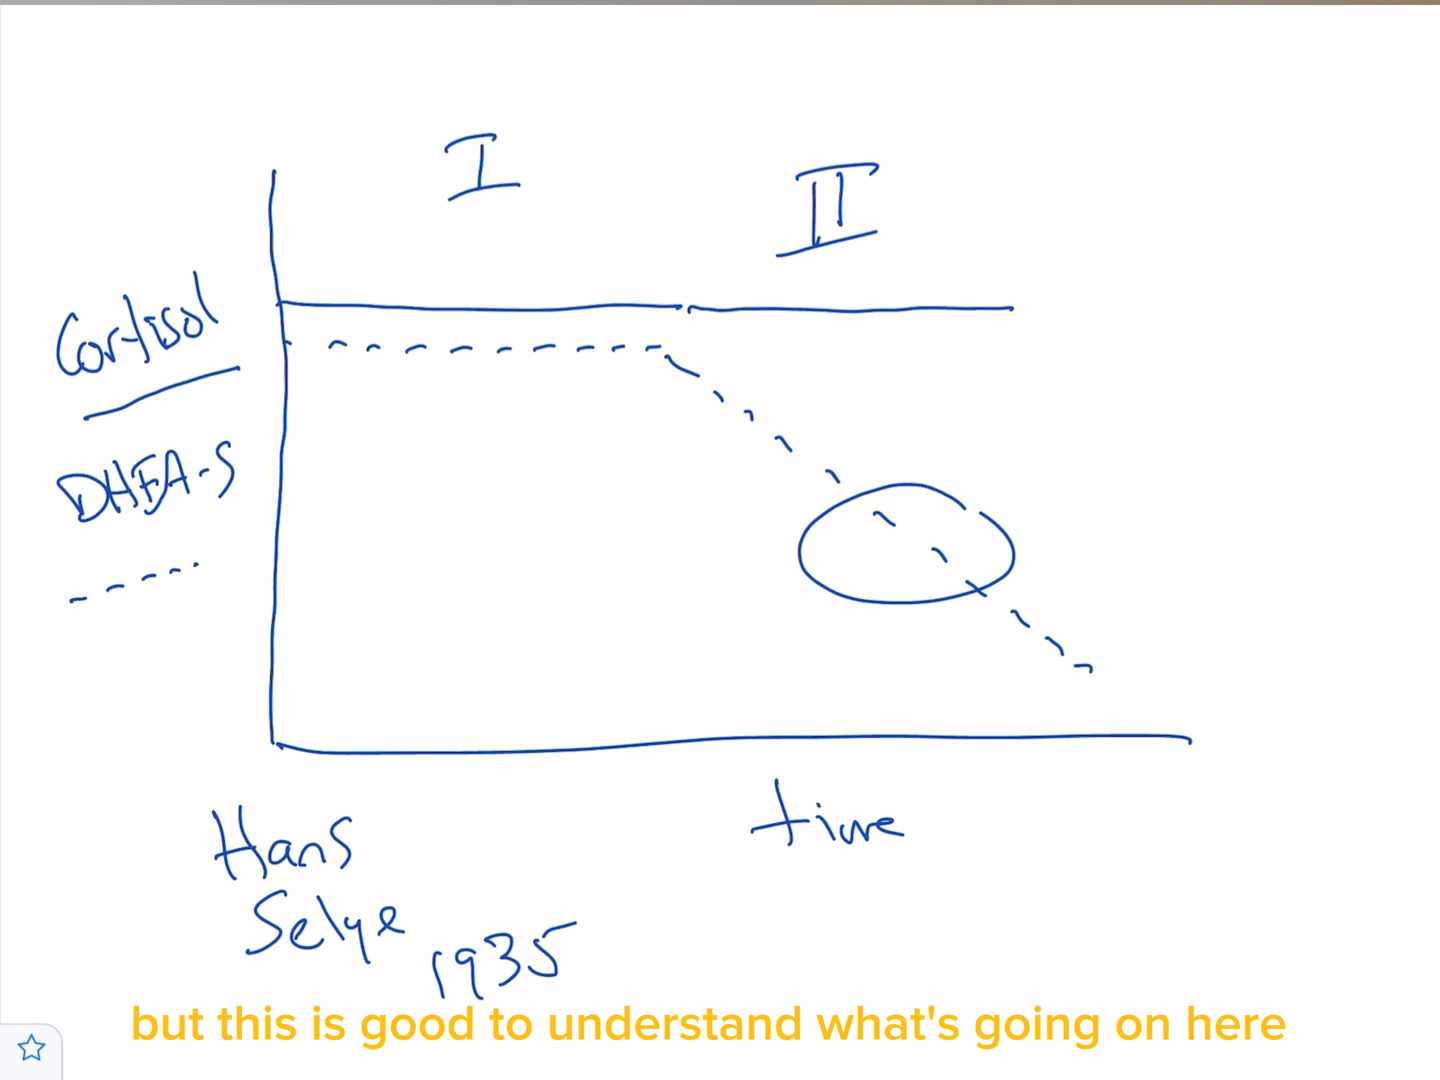 I
II
Cortisol
DHEA-S
time
Hans
Selye
1935
but this is good to understand what's going on here